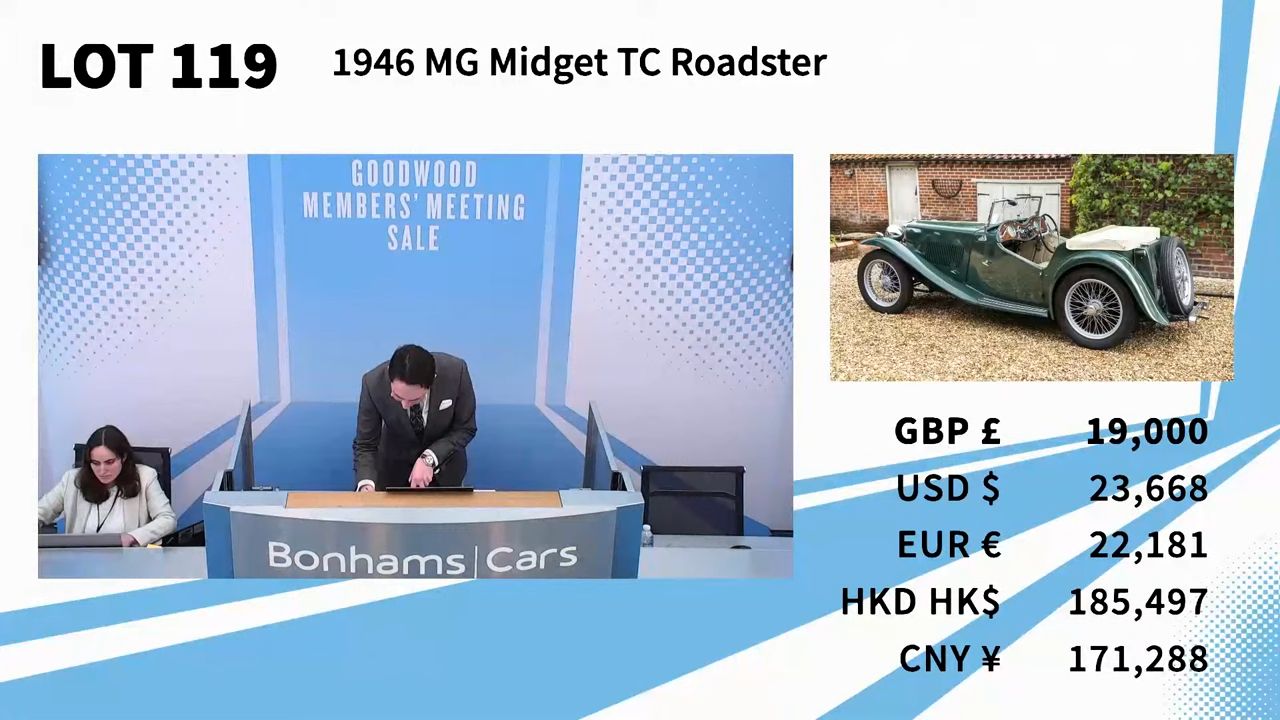 LOT 119
1946 MG Midget TC Roadster
GOODWOOD
MEMBERS' MEETING
SALE
Bonhams|Cars
GBP £ 19,000
USD $ 23,668
EUR € 22,181
HKD HK$ 185,497
CNY ¥ 171,288